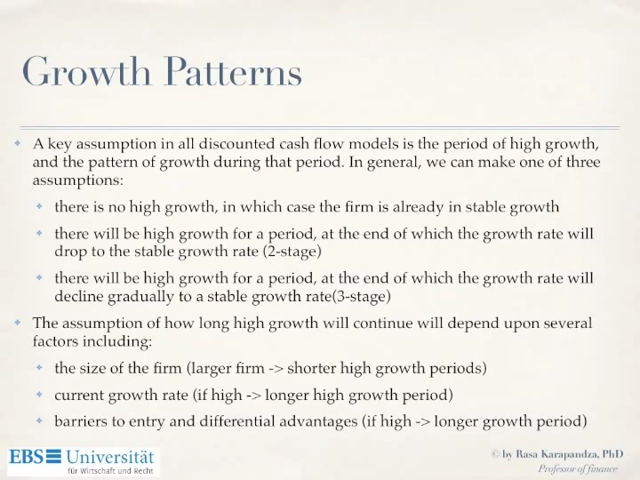 Growth Patterns
A key assumption in all discounted cash flow models is the period of high growth,
and the pattern of growth during that period. In general, we can make one of three
assumptions:
there is no high growth, in which case the firm is already in stable growth
there will be high growth for a period, at the end of which the growth rate will
drop to the stable growth rate (2-stage)
there will be high growth for a period, at the end of which the growth rate will
decline gradually to a stable growth rate(3-stage)
The assumption of how long high growth will continue will depend upon several
factors including:
the size of the firm (larger firm -> shorter high growth periods)
current growth rate (if high -> longer high growth period)
barriers to entry and differential advantages (if high -> longer growth period)
EBS Universität
für Wirtschaft und Recht
© by Rasa Karapandza, PhD
Professor of finance